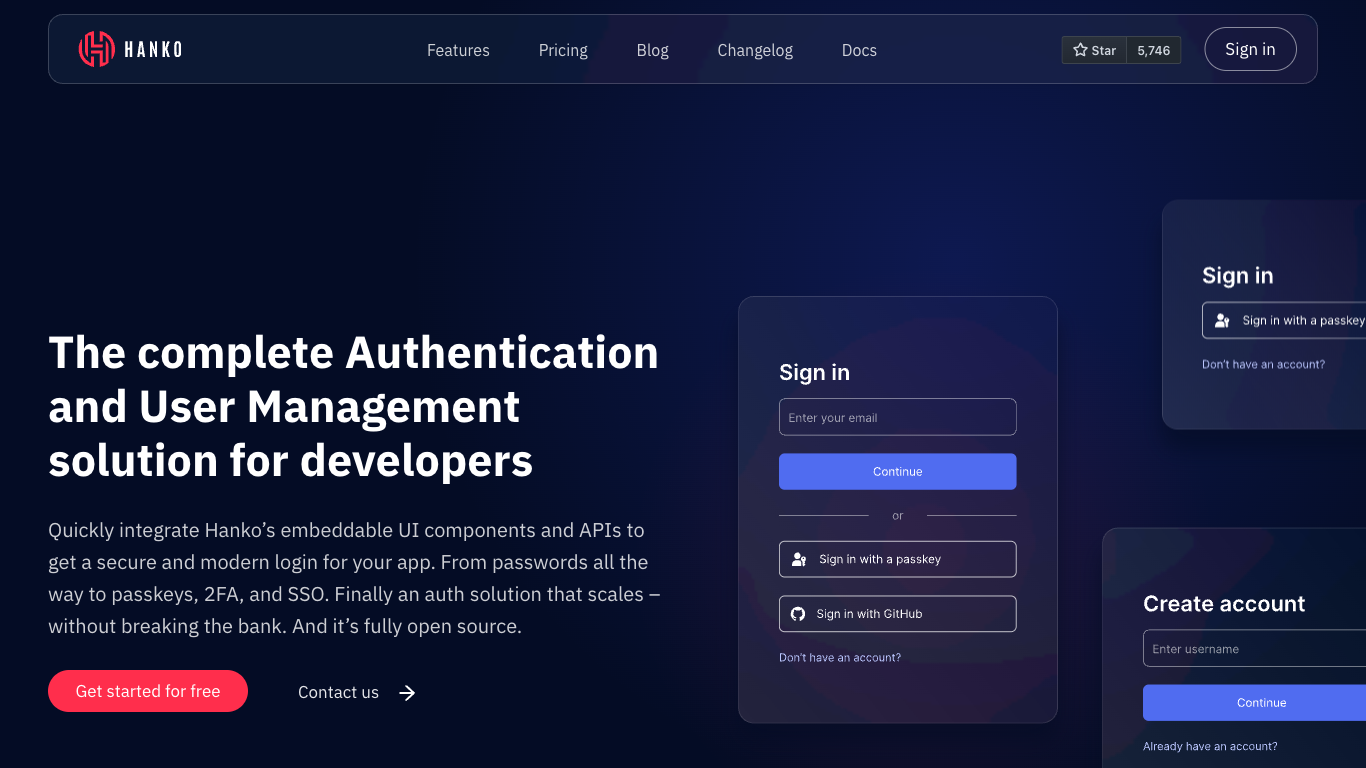 HANKO
Features
Pricing
Blog
Changelog
Docs
Star
5,746
Sign in
The complete Authentication
and User Management
solution for developers
Quickly integrate Hanko’s embeddable UI components and APIs to
get a secure and modern login for your app. From passwords all the
way to passkeys, 2FA, and SSO. Finally an auth solution that scales –
without breaking the bank. And it’s fully open source.
Get started for free
Contact us
Sign in
Enter your email
Continue
or
Sign in with a passkey
Sign in with GitHub
Don't have an account?
Sign in
Sign in with a passkey
Don't have an account?
Create account
Enter username
Continue
Already have an account?